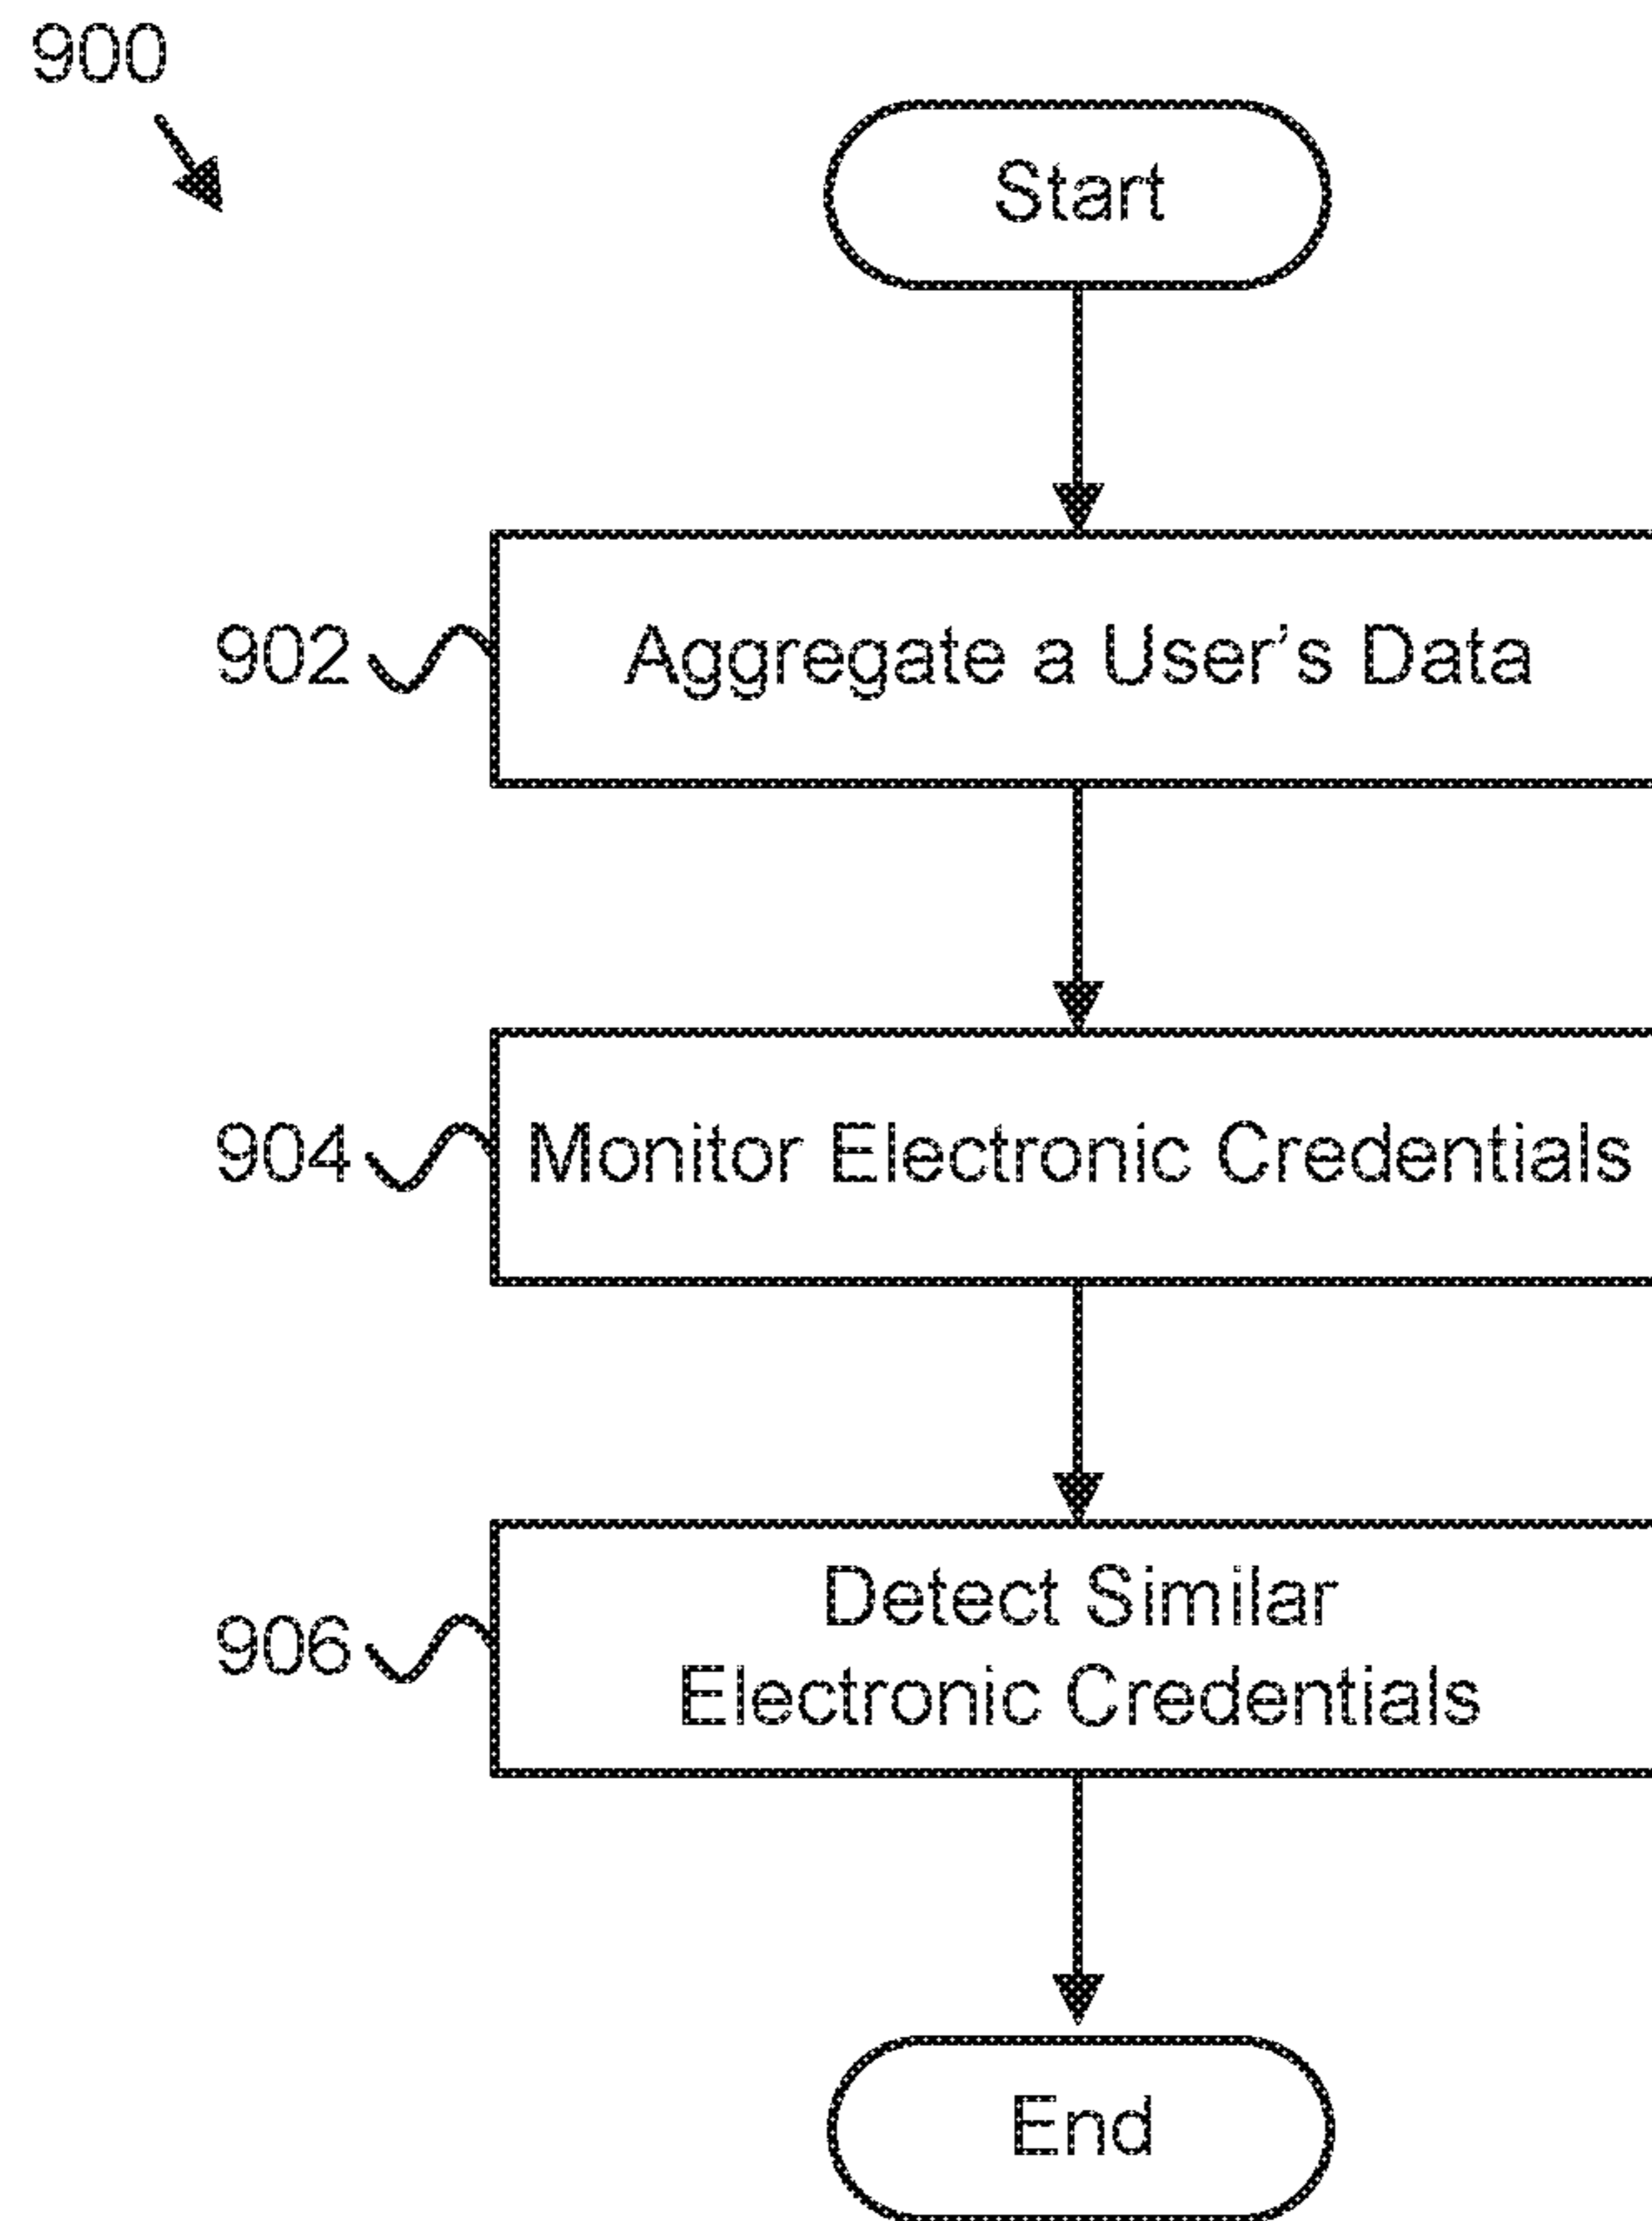 900
Start
902
Aggregate a User's Data
904
Monitor Electronic Credentials
906
Detect Similar
Electronic Credentials
End